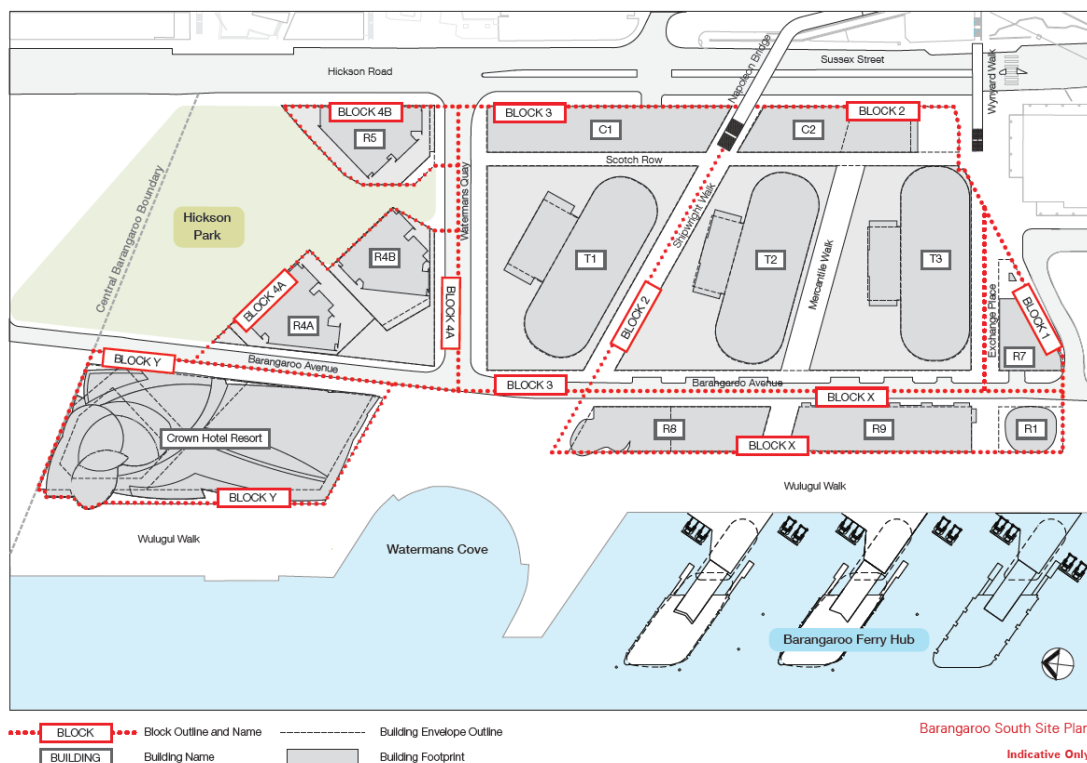 Hickson Road
Sussex Street
Napoleon Bridge
Wynyard Walk
BLOCK 4B
R5
BLOCK 3
C1
C2
BLOCK 2
Scotch Row
Watermans Quay
Central Barangaroo Boundary
Hickson
Park
R4B
BLOCK 4A
R4A
BLOCK 4A
T1
Shipwright Walk
BLOCK 2
T2
Mercantile Walk
T3
Exchange Place
BLOCK 1
R7
BLOCK Y
Barangaroo Avenue
BLOCK 3
Barangaroo Avenue
BLOCK X
Crown Hotel Resort
R8
R9
R1
BLOCK X
BLOCK Y
Wulugul Walk
Wulugul Walk
Watermans Cove
Barangaroo Ferry Hub
BLOCK
Block Outline and Name
Building Envelope Outline
BUILDING
Building Name
Building Footprint
Barangaroo South Site Plan
Indicative Only